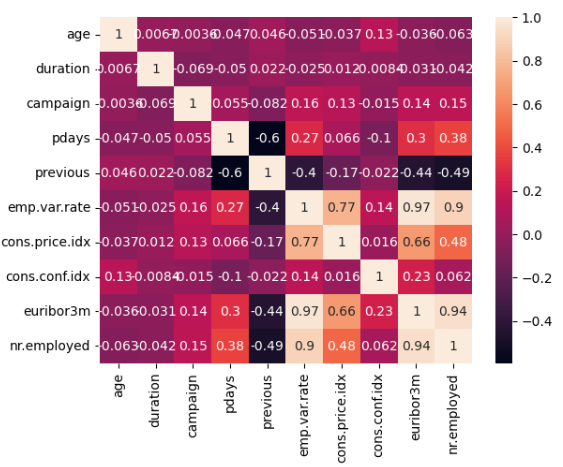 age 1 0.0067 -0.0036 -0.047 0.046 -0.051 -0.037 0.13 -0.036 -0.063
duration 0.0067 1 -0.069 -0.05 0.022 -0.025 0.012 -0.0084 -0.031 -0.042
campaign -0.0036 -0.069 1 0.055 -0.082 0.16 0.13 -0.015 0.14 0.15
pdays -0.047 -0.05 0.055 1 -0.6 0.27 0.066 -0.1 0.3 0.38
previous 0.046 0.022 -0.082 -0.6 1 -0.4 -0.17 -0.022 -0.44 -0.49
emp.var.rate -0.051 -0.025 0.16 0.27 -0.4 1 0.77 0.14 0.97 0.9
cons.price.idx -0.037 0.012 0.13 0.066 -0.17 0.77 1 0.016 0.66 0.48
cons.conf.idx 0.13 -0.0084 -0.015 -0.1 -0.022 0.14 0.016 1 0.23 0.062
euribor3m -0.036 -0.031 0.14 0.3 -0.44 0.97 0.66 0.23 1 0.94
nr.employed -0.063 -0.042 0.15 0.38 -0.49 0.9 0.48 0.062 0.94 1
age
duration
campaign
pdays
previous
emp.var.rate
cons.price.idx
cons.conf.idx
euribor3m
nr.employed
1.0
0.8
0.6
0.4
0.2
0.0
−0.2
−0.4